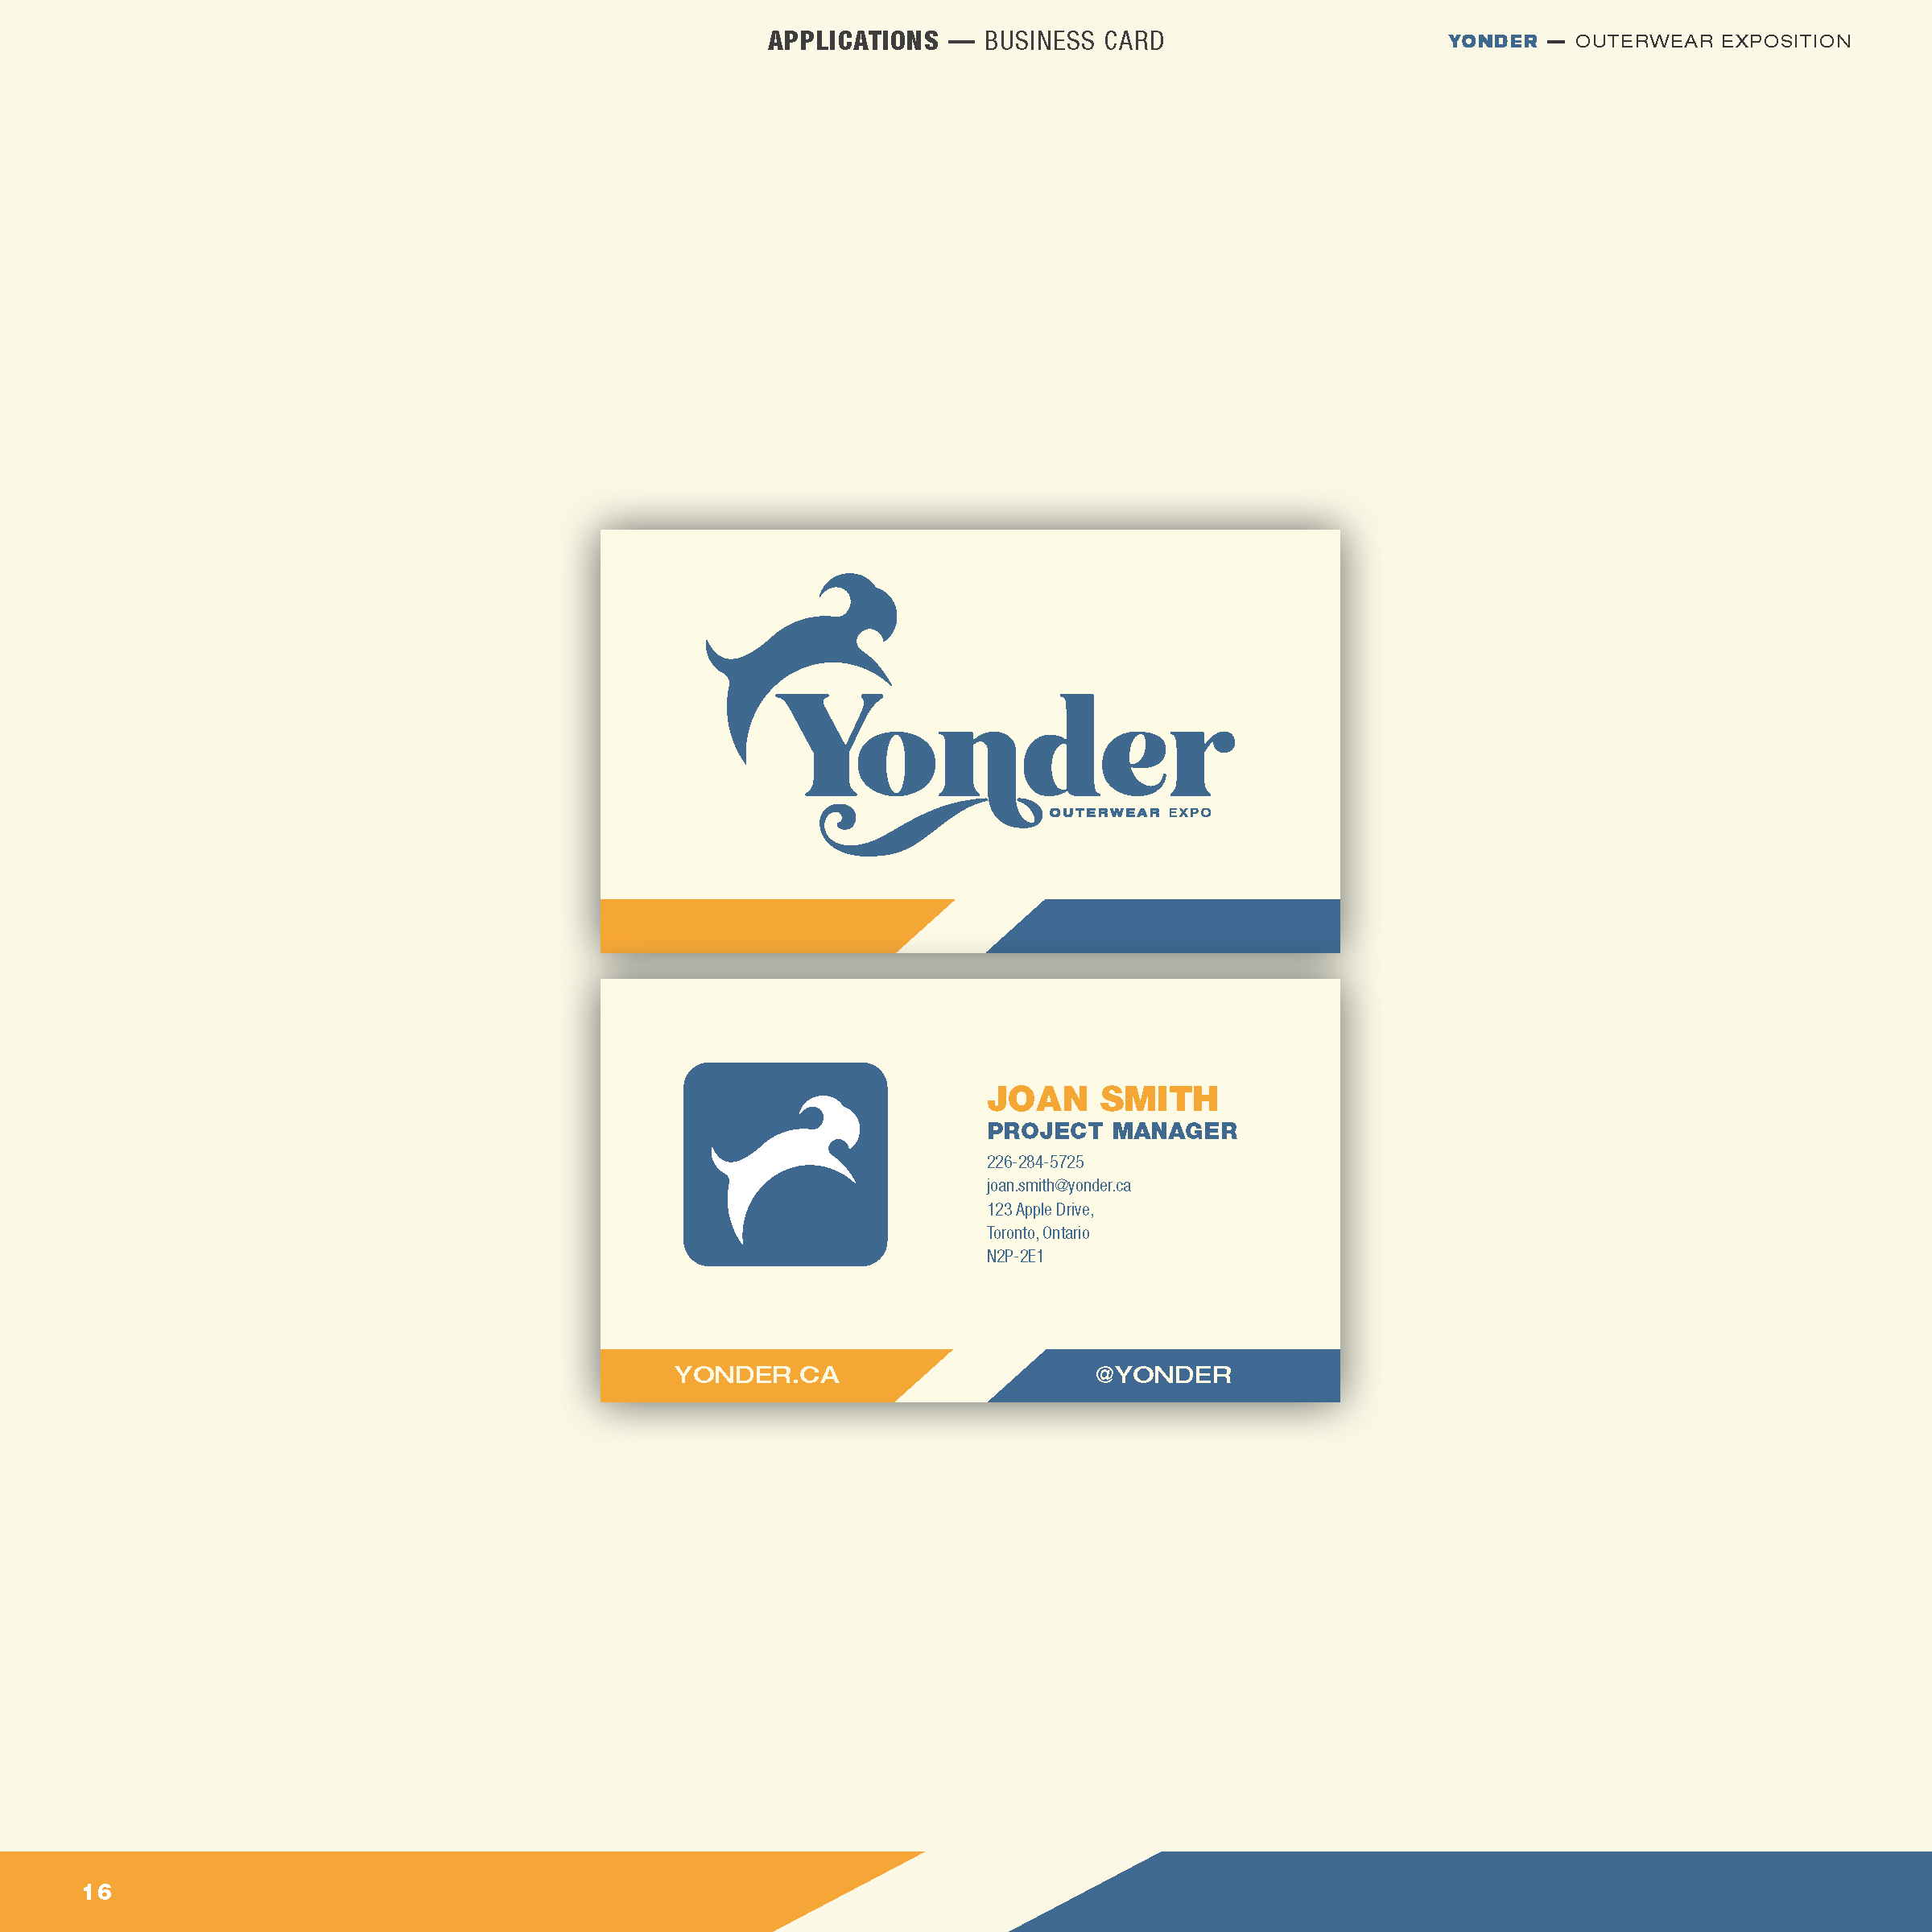 APPLICATIONS — BUSINESS CARD
YONDER — OUTERWEAR EXPOSITION
Yonder
OUTERWEAR EXPO
JOAN SMITH
PROJECT MANAGER
226-284-5725
joan.smith@yonder.ca
123 Apple Drive,
Toronto, Ontario
N2P-2E1
YONDER.CA
@YONDER
16